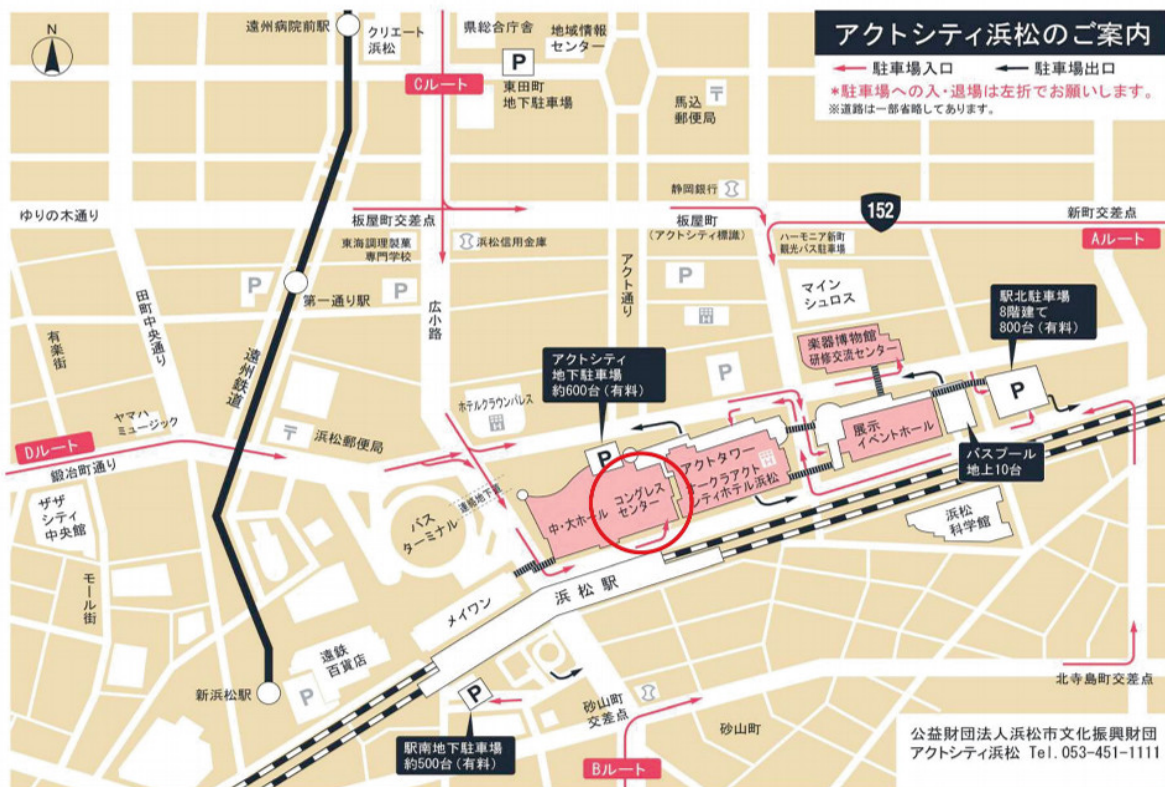 N
遠州病院前駅
クリエート
浜松
県総合庁舎
地域情報
センター
P
東田町
地下駐車場
Cルート
馬込
郵便局
アクトシティ浜松のご案内
駐車場入口
駐車場出口
*駐車場への入・退場は左折でお願いします。
※道路は一部省略してあります。
静岡銀行
152
ゆりの木通り
板屋町交差点
板屋町
(アクトシティ標識)
新町交差点
Aルート
東海調理製菓
専門学校
浜松信用金庫
ハーモニア新町
観光バス駐車場
P
第一通り駅
P
P
アクト通り
マイン
シュロス
田町中央通り
広小路
有楽街
遠州鉄道
駅北駐車場
8階建て
800台(有料)
楽器博物館
研修交流センター
アクトシティ
地下駐車場
約600台(有料)
P
P
ホテルクラウンパレス
ヤマハ
ミュージック
Dルート
鍛冶町通り
浜松郵便局
P
展示
イベントホール
バスプール
地上10台
アクトタワー
オークラアクト
シティホテル浜松
コングレス
センター
中・大ホール
連絡地下道
バス
ターミナル
ザザ
シティ
中央館
浜松
科学館
モール街
メイワン
浜松駅
遠鉄
百貨店
新浜松駅
P
P
砂山町
交差点
砂山町
北寺島町交差点
駅南地下駐車場
約500台(有料)
Bルート
公益財団法人浜松市文化振興財団
アクトシティ浜松 Tel.053-451-1111